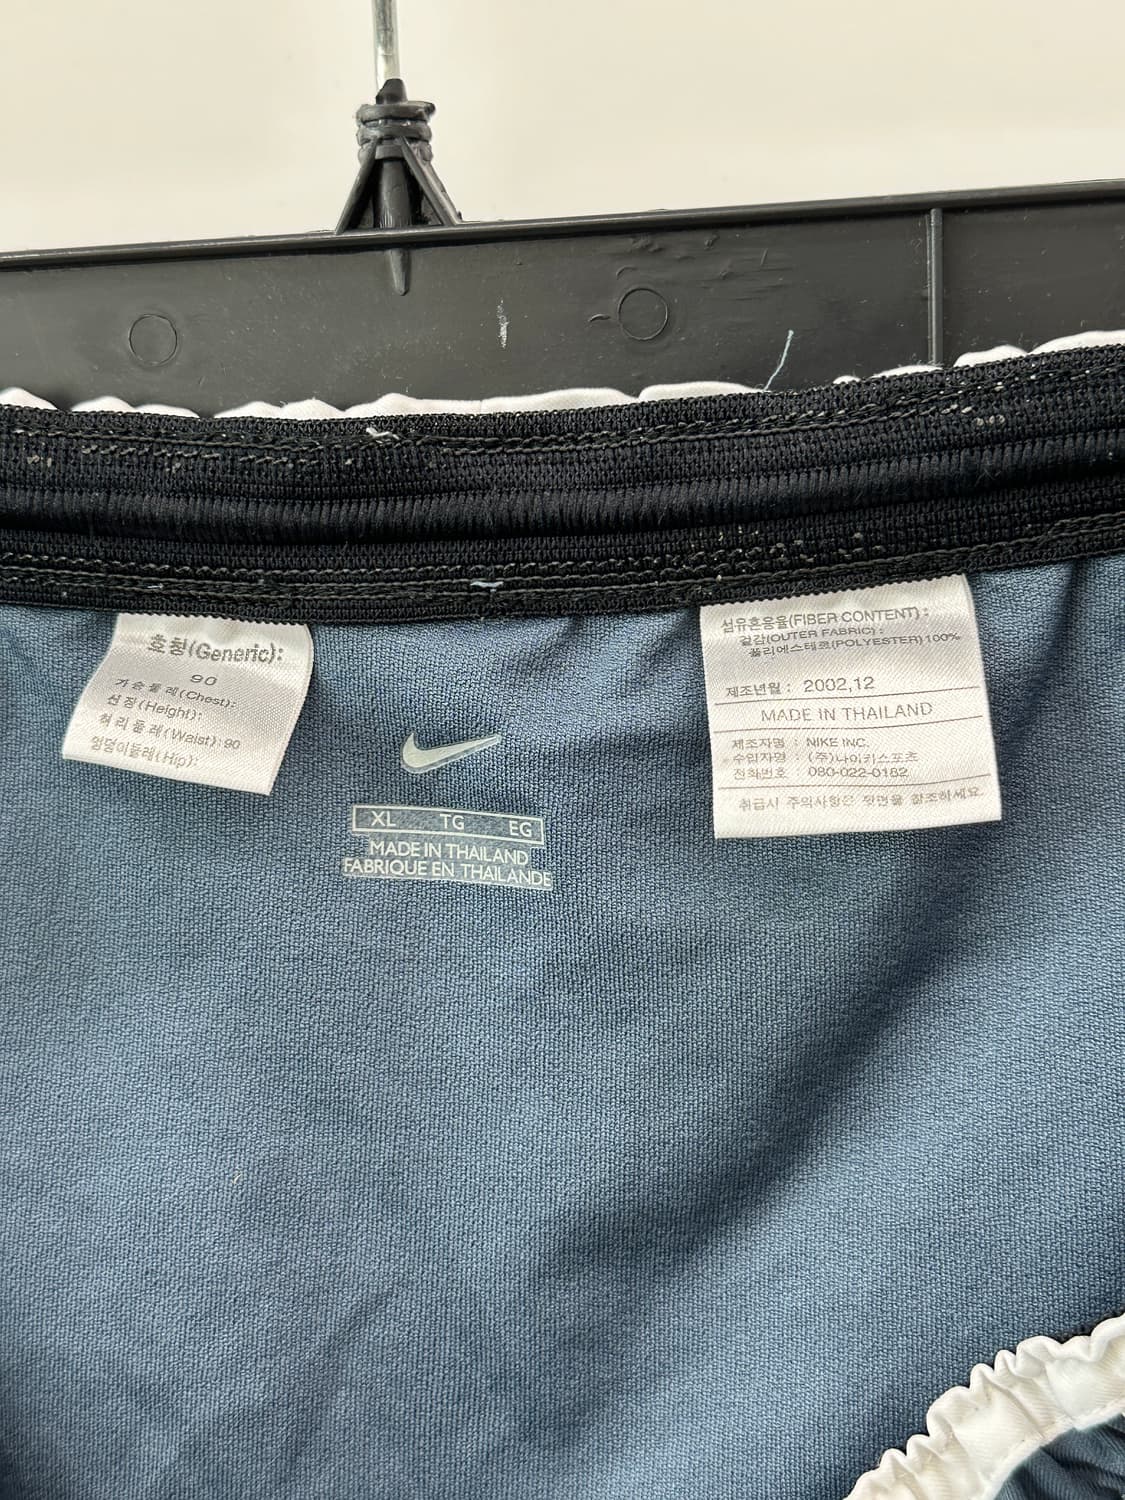 호칭(Generic):
90
가슴둘레(Chest):
신장(Height):
허리둘레(Waist):90
엉덩이둘레(Hip):
XL TG EG
MADE IN THAILAND
FABRIQUE EN THAILANDE
섬유혼용율(FIBER CONTENT) :
겉감(OUTER FABRIC) :
폴리에스테르(POLYESTER)100%
제조년월 : 2002,12
MADE IN THAILAND
제조자명 : NIKE INC.
수입자명 : (주)나이키스포츠
전화번호 : 080-022-0182
취급시 주의사항은 뒷면을 참조하세요